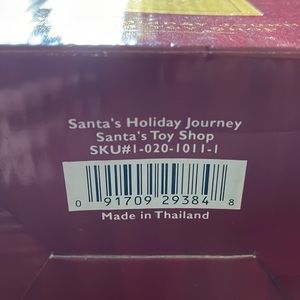 Santa's Holiday Journey
Santa's Toy Shop
SKU#1-020-1011-1
0 91709 29384 8
Made in Thailand